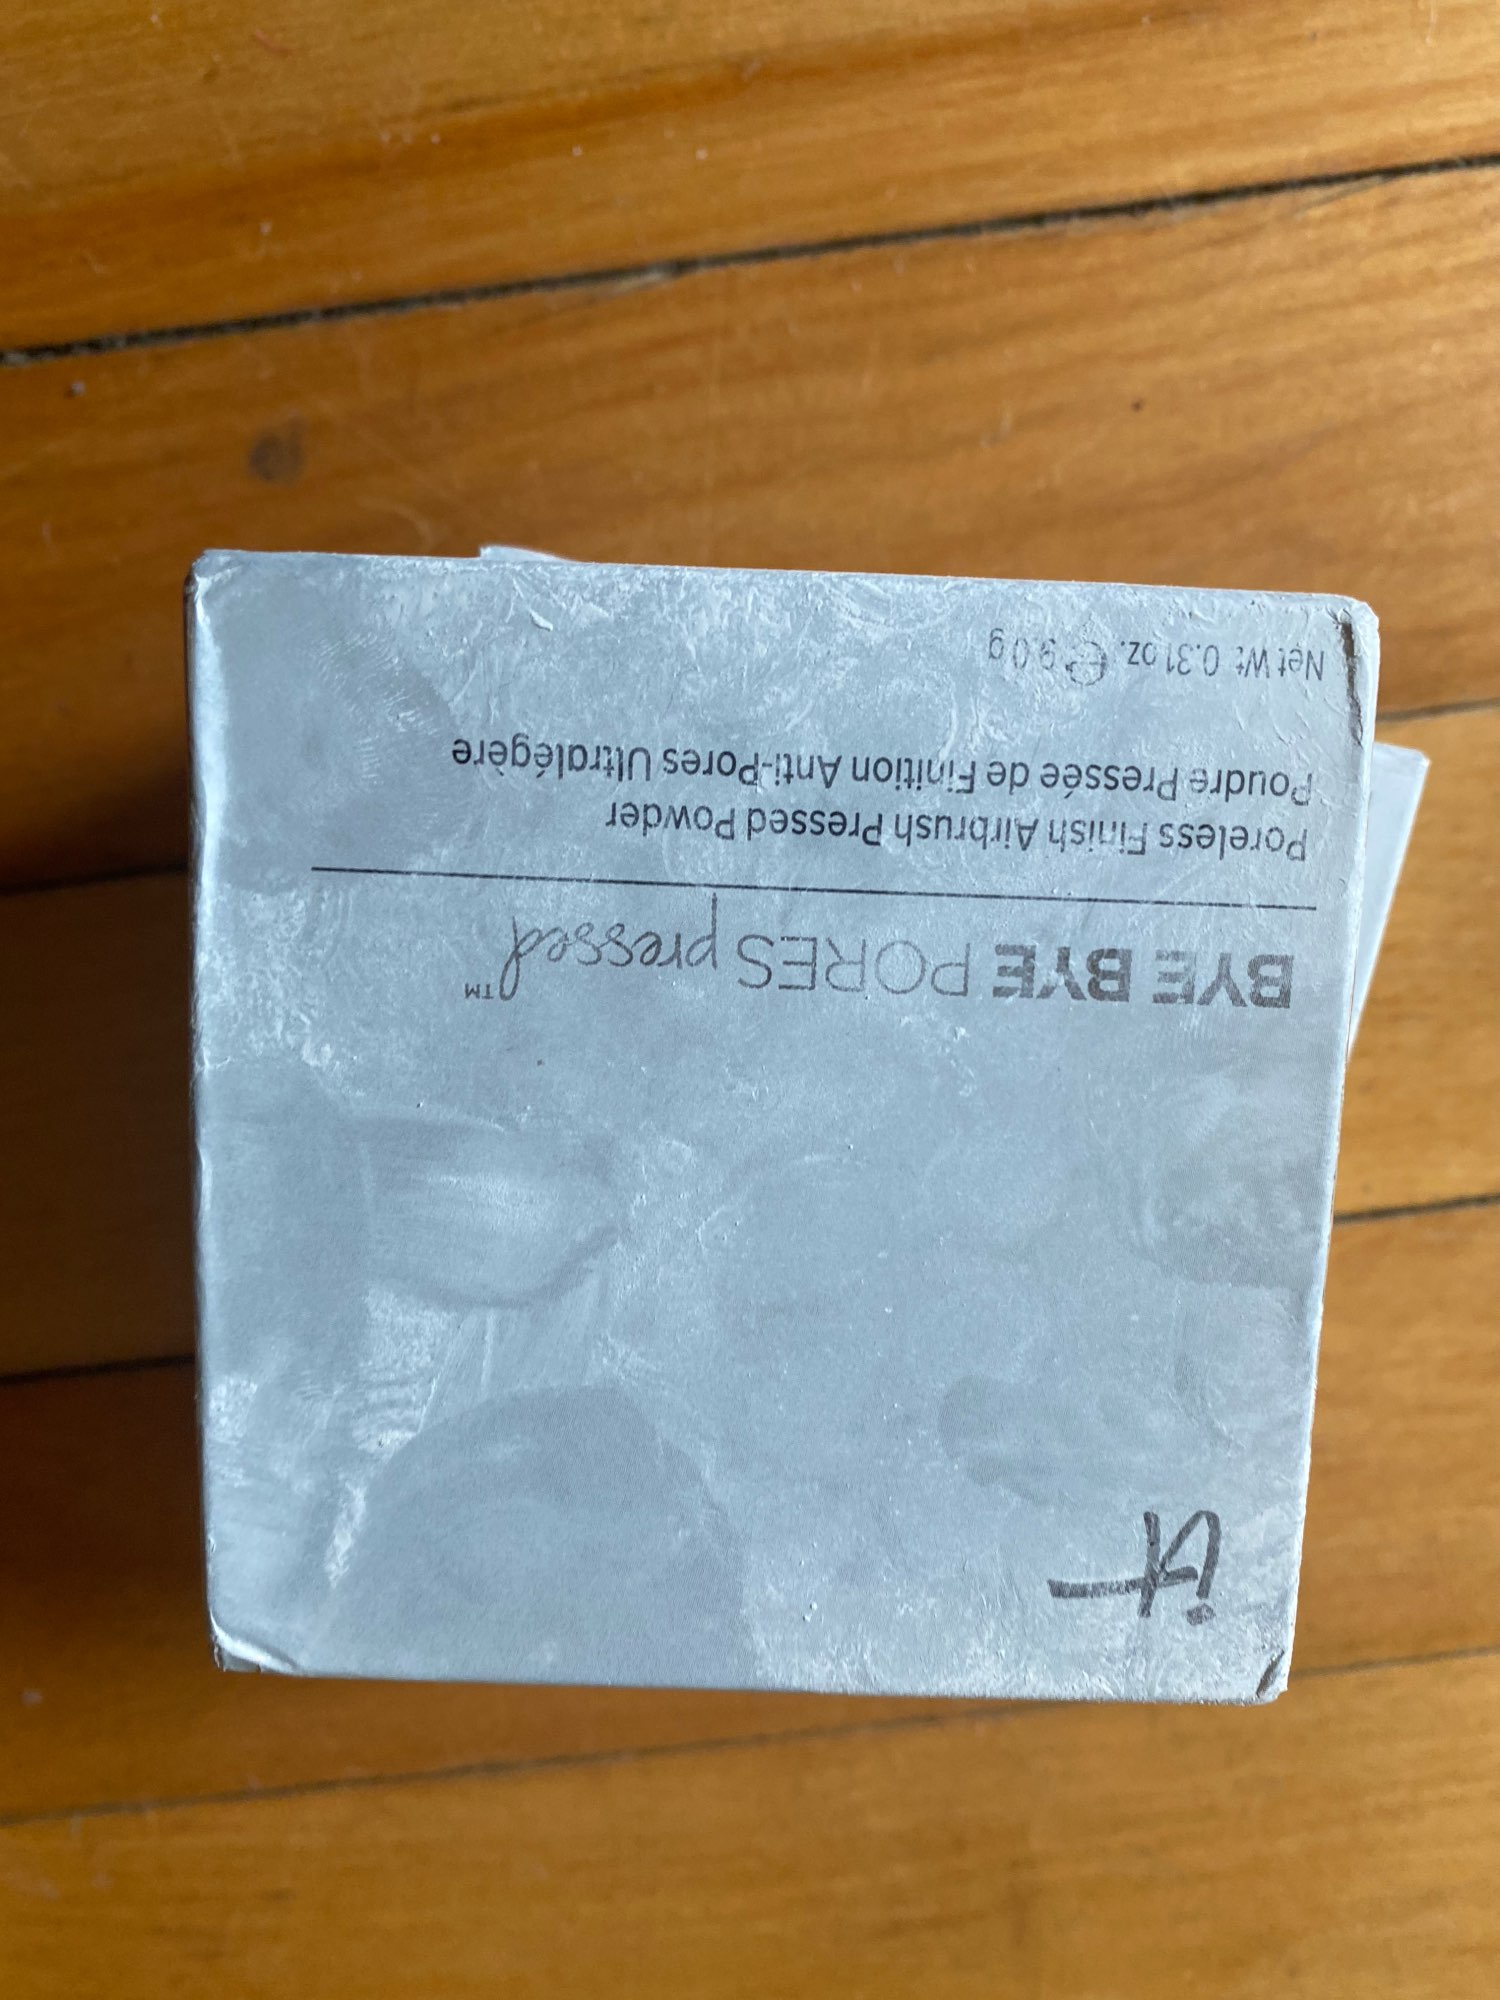 it
BYE BYE PORES pressed™
Poreless Finish Airbrush Pressed Powder
Poudre Pressée de Finition Anti-Pores Ultralégère
Net Wt 0.31 oz. ℮ 9.0 g